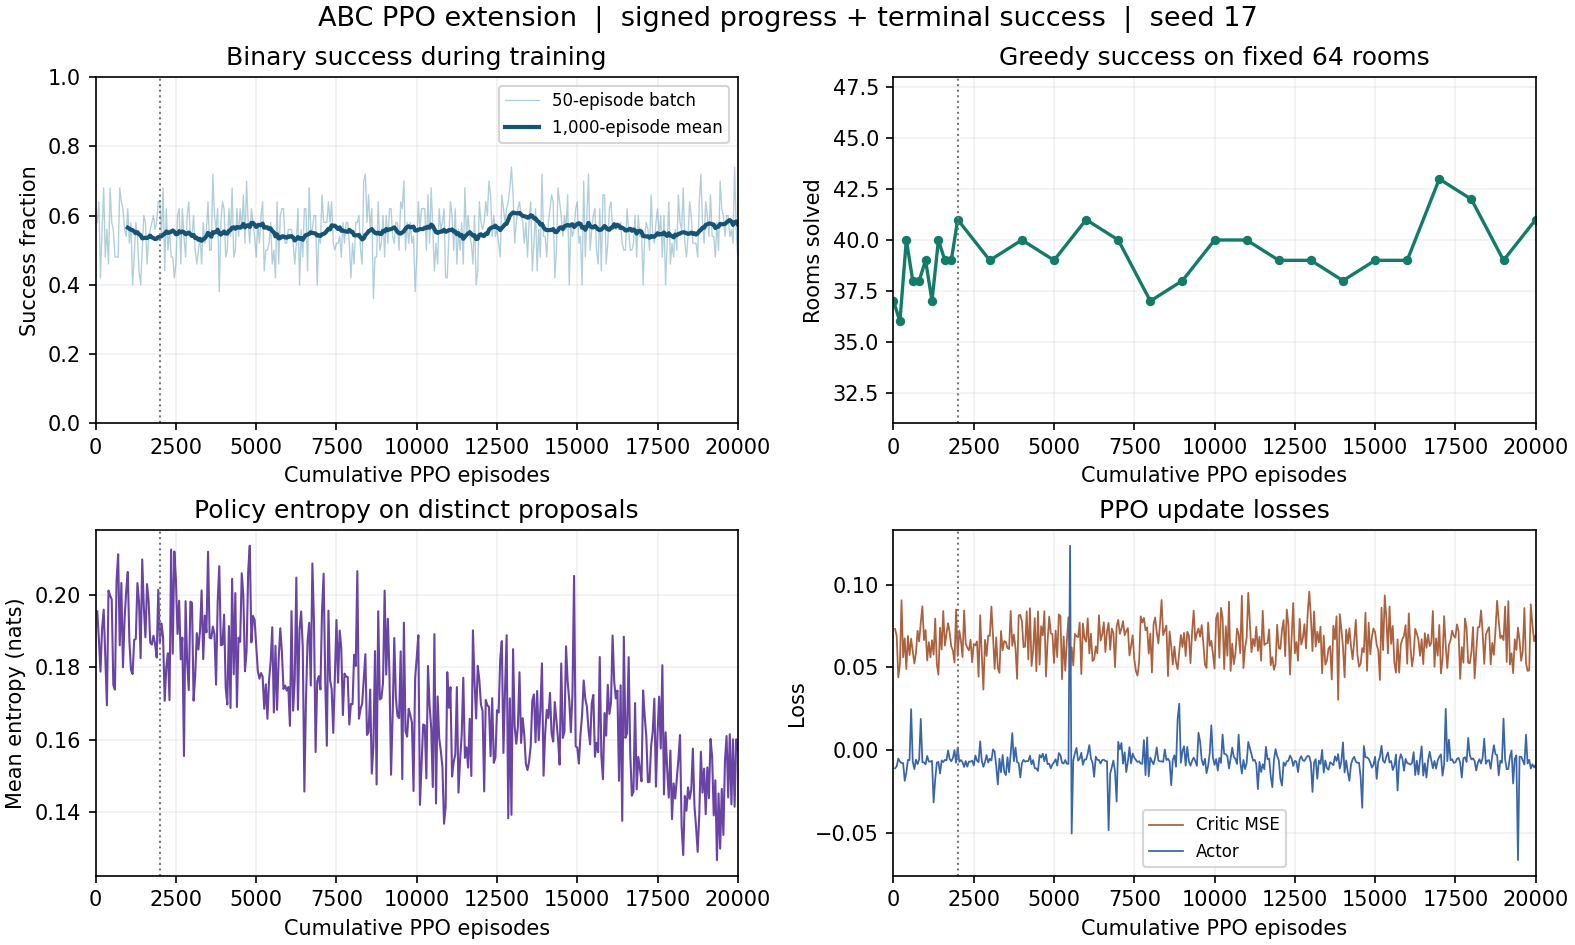 ABC PPO extension | signed progress + terminal success | seed 17
Binary success during training
Success fraction
1.0
0.8
0.6
0.4
0.2
0.0
50-episode batch
1,000-episode mean
0 2500 5000 7500 10000 12500 15000 17500 20000
Cumulative PPO episodes
Greedy success on fixed 64 rooms
Rooms solved
47.5
45.0
42.5
40.0
37.5
35.0
32.5
0 2500 5000 7500 10000 12500 15000 17500 20000
Cumulative PPO episodes
Policy entropy on distinct proposals
Mean entropy (nats)
0.20
0.18
0.16
0.14
0 2500 5000 7500 10000 12500 15000 17500 20000
Cumulative PPO episodes
PPO update losses
Loss
0.10
0.05
0.00
−0.05
Critic MSE
Actor
0 2500 5000 7500 10000 12500 15000 17500 20000
Cumulative PPO episodes